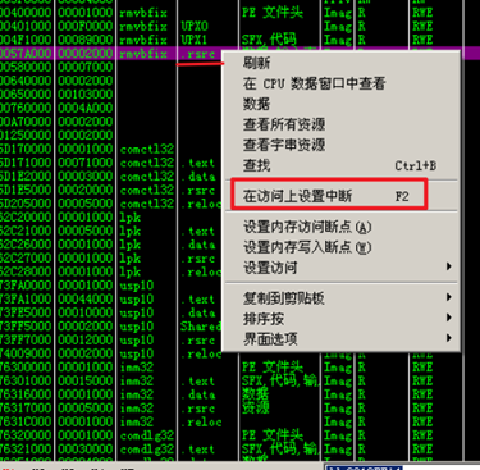 00400000 00001000 rmvbfix PE 文件头 Imag R RWE
00401000 000F0000 rmvbfix UPX0 Imag R RWE
004F1000 00089000 rmvbfix UPX1 SFX,代码 Imag R RWE
0057A000 00002000 rmvbfix .rsrc
00580000 00007000
00640000 00002000
00650000 00103000
00760000 0004A000
00A70000 00002000
01250000 00002000
5D170000 00001000 comctl32
5D171000 00071000 comctl32 .text
5D1E2000 00003000 comctl32 .data
5D1E5000 00020000 comctl32 .rsrc
5D205000 00005000 comctl32 .reloc
62C20000 00001000 lpk
62C21000 00005000 lpk .text
62C26000 00001000 lpk .data
62C27000 00001000 lpk .rsrc
62C28000 00001000 lpk .reloc
73FA0000 00001000 usp10
73FA1000 00044000 usp10 .text
73FE5000 00010000 usp10 .data
73FF5000 00002000 usp10 Shared
73FF7000 00012000 usp10 .rsrc
74009000 00002000 usp10 .reloc
刷新
在 CPU 数据窗口中查看
数据
查看所有资源
查看字串资源
查找 Ctrl+B
在访问上设置中断 F2
设置内存访问断点(A)
设置内存写入断点(W)
设置访问
复制到剪贴板
排序按
界面选项
76300000 00001000 imm32 PE 文件头 Imag R RWE
76301000 00015000 imm32 .text SFX,代码,输 Imag R RWE
76316000 00001000 imm32 .data 数据 Imag R RWE
76317000 00005000 imm32 .rsrc 资源 Imag R RWE
imm32 .reloc Imag R RWE
76320000 00001000 comdlg32 PE 文件头 Imag R RWE
76321000 00030000 comdlg32 .text SFX,代码,输 Imag R RWE